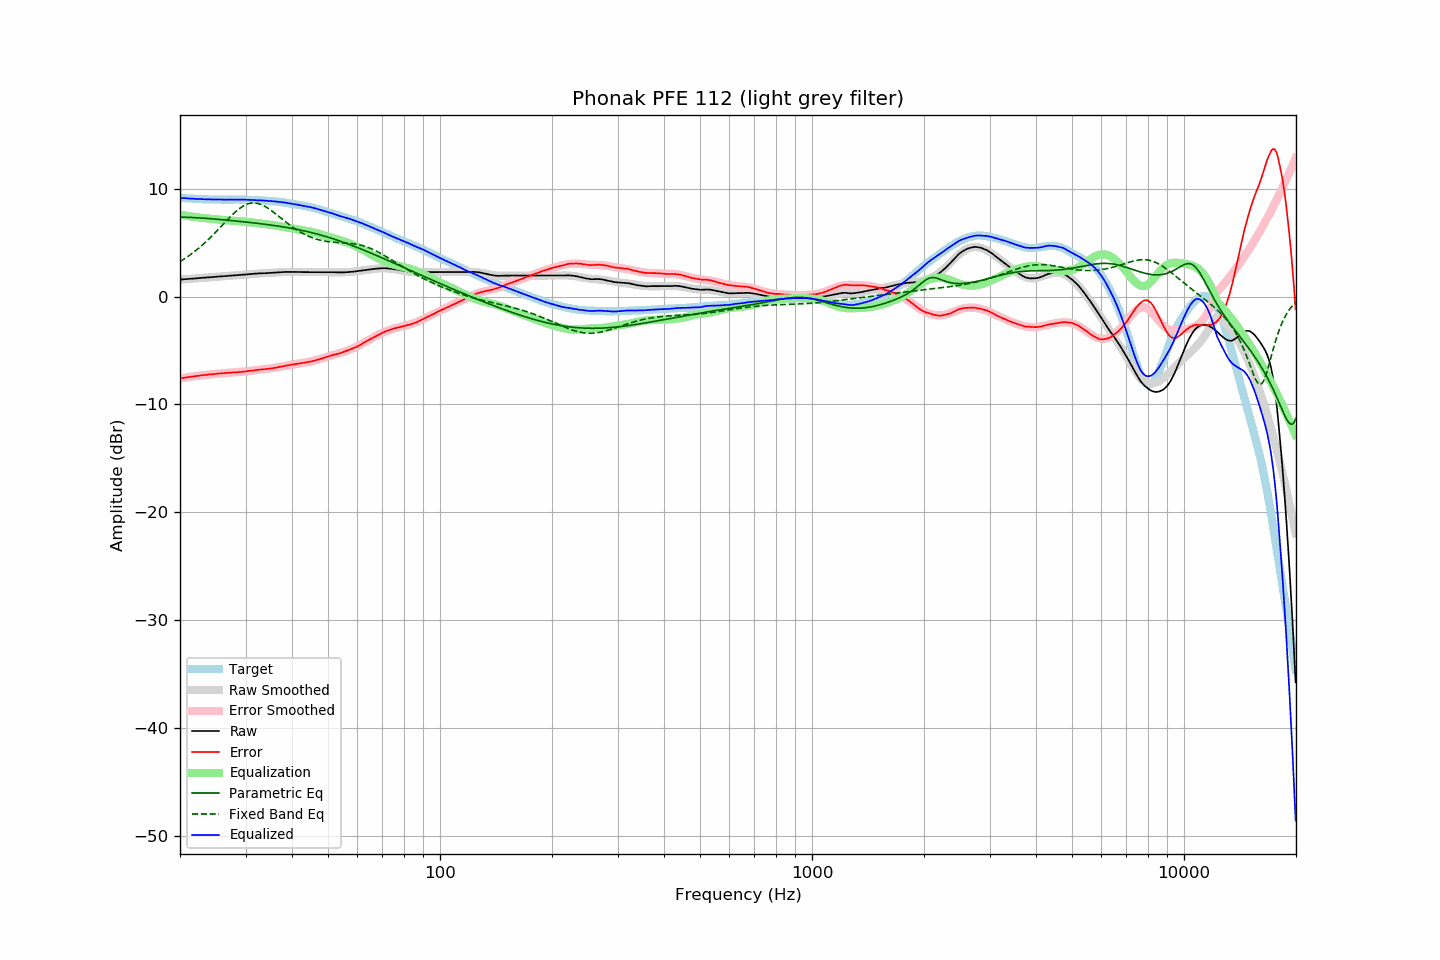 Phonak PFE 112 (light grey filter)
10
0
−10
−20
−30
−40
−50
Amplitude (dBr)
Target
Raw Smoothed
Error Smoothed
Raw
Error
Equalization
Parametric Eq
Fixed Band Eq
Equalized
100 1000 10000
Frequency (Hz)